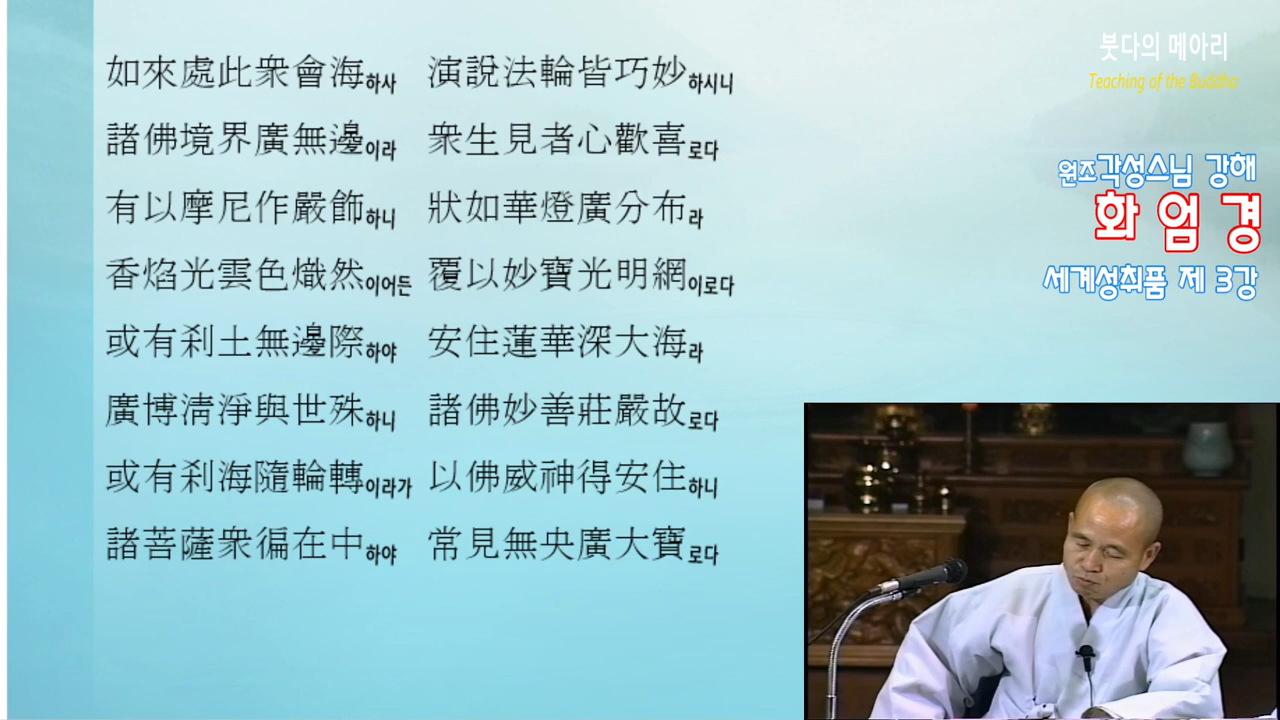 如來處此衆會海하사 演說法輪皆巧妙하시니
諸佛境界廣無邊이라 衆生見者心歡喜로다
有以摩尼作嚴飾하니 狀如華燈廣分布라
香焰光雲色熾然이어든 覆以妙寶光明網이로다
或有刹土無邊際하야 安住蓮華深大海라
廣博淸淨與世殊하니 諸佛妙善莊嚴故로다
或有刹海隨輪轉이라가 以佛威神得安住하니
諸菩薩衆徧在中하야 常見無央廣大寶로다
붓다의 메아리
Teaching of the Buddha
원조각성스님 강해
화엄경
세계성취품 제 3강